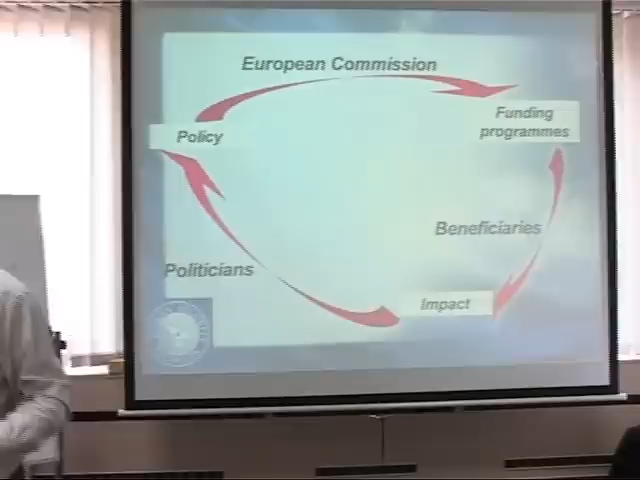 European Commission
Funding
programmes
Policy
Beneficiaries
Politicians
Impact